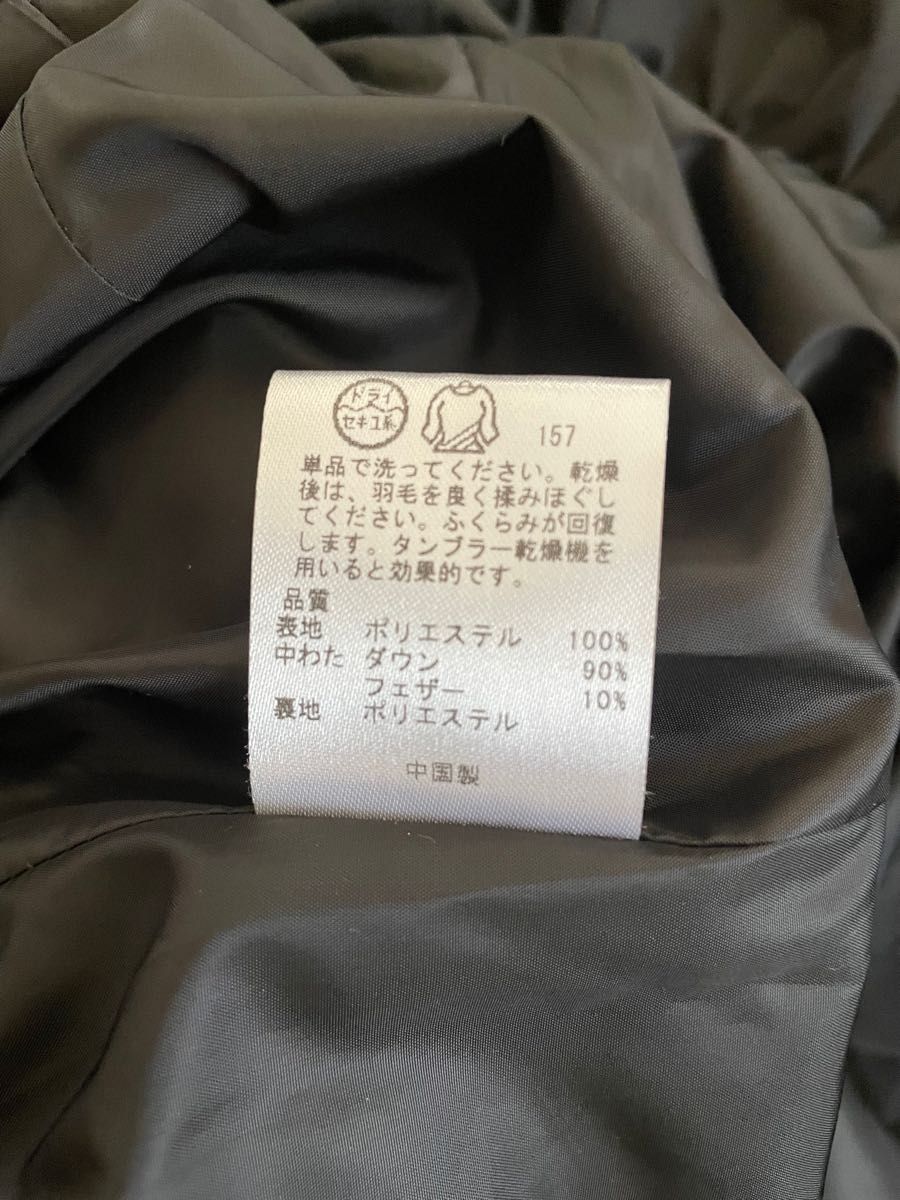 ドライ
セキユ系
157
単品で洗ってください。乾燥
後は、羽毛を良く揉みほぐし
てください。ふくらみが回復
します。タンブラー乾燥機を
用いると効果的です。
品質
表地 ポリエステル 100%
中わた ダウン 90%
フェザー 10%
裏地 ポリエステル
中国製